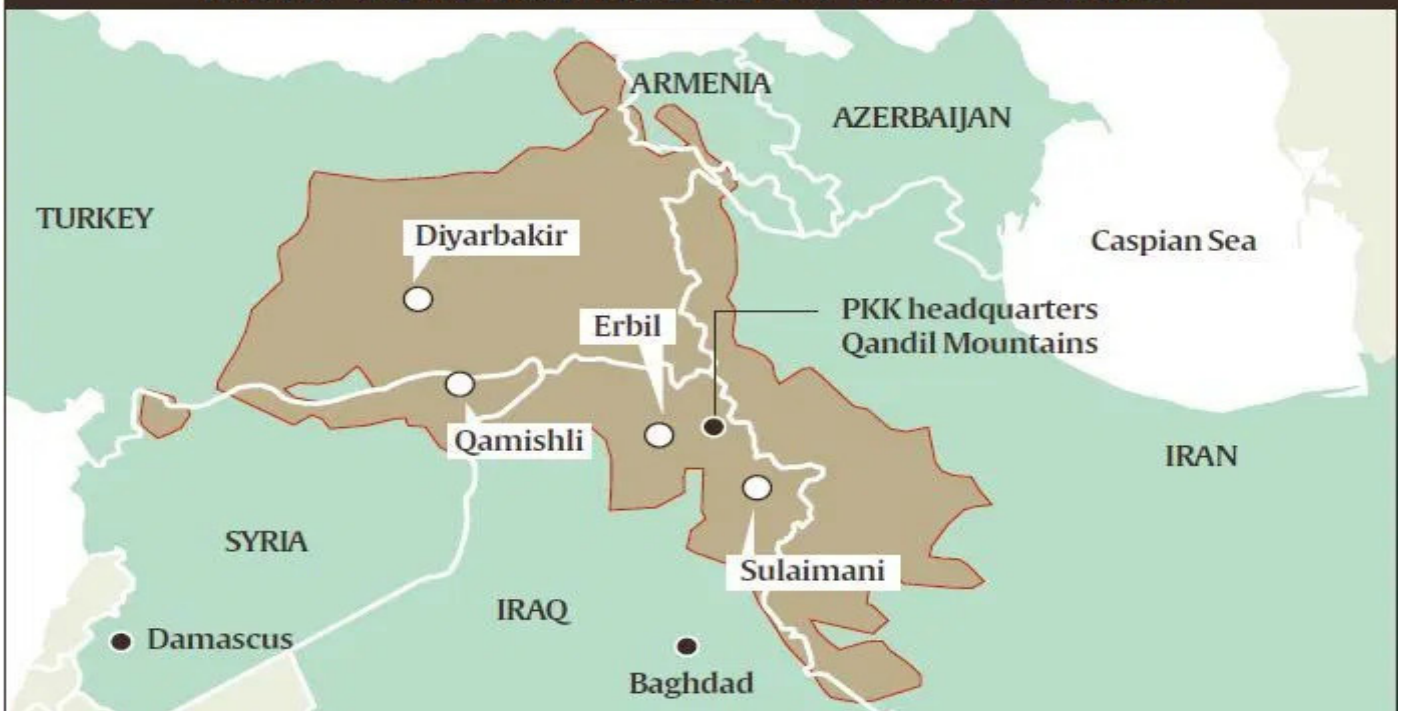 ARMENIA
AZERBAIJAN
TURKEY
Diyarbakir
Caspian Sea
Erbil
PKK headquarters
Qandil Mountains
Qamishli
IRAN
SYRIA
Sulaimani
IRAQ
Damascus
Baghdad